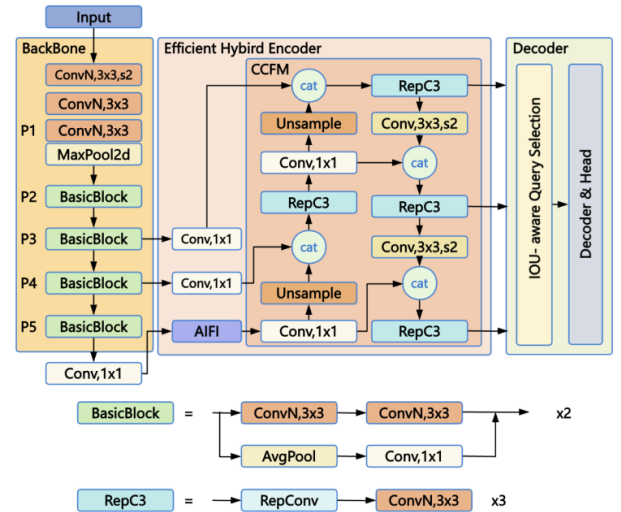 Input
BackBone
ConvN,3x3,s2
ConvN,3x3
P1 ConvN,3x3
MaxPool2d
P2 BasicBlock
P3 BasicBlock
P4 BasicBlock
P5 BasicBlock
Conv,1x1
Efficient Hybird Encoder
Conv,1x1
Conv,1x1
AIFI
CCFM
cat
Unsample
Conv,1x1
RepC3
cat
Unsample
Conv,1x1
RepC3
Conv,3x3,s2
cat
RepC3
Conv,3x3,s2
cat
RepC3
Decoder
IOU- aware Query Selection
Decoder & Head
BasicBlock = ConvN,3x3 ConvN,3x3 x2
AvgPool Conv,1x1
RepC3 = RepConv ConvN,3x3 x3